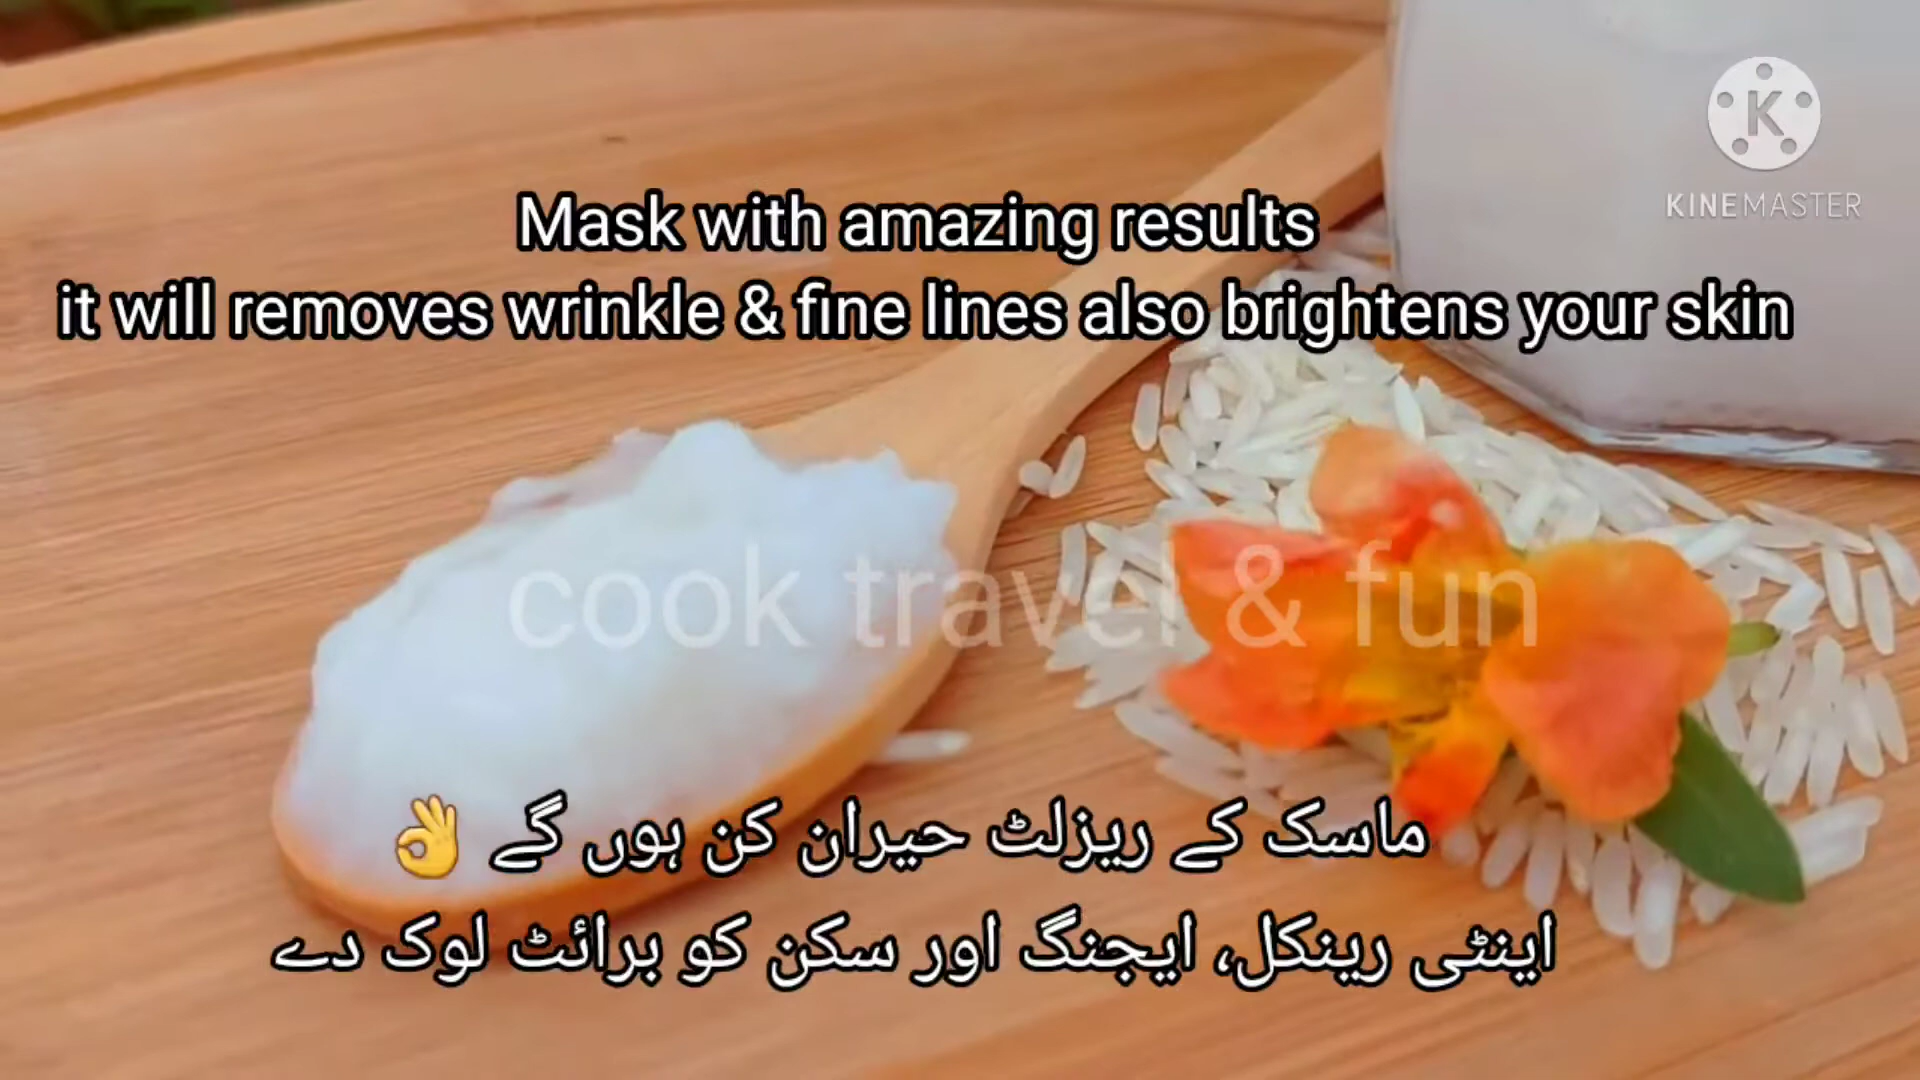 KINEMASTER
Mask with amazing results
it will removes wrinkle & fine lines also brightens your skin
cook travel & fun
ماسک کے ریزلٹ حیران کن ہوں گے 👌
اینٹی رینکل، ایجنگ اور سکن کو برائٹ لوک دے